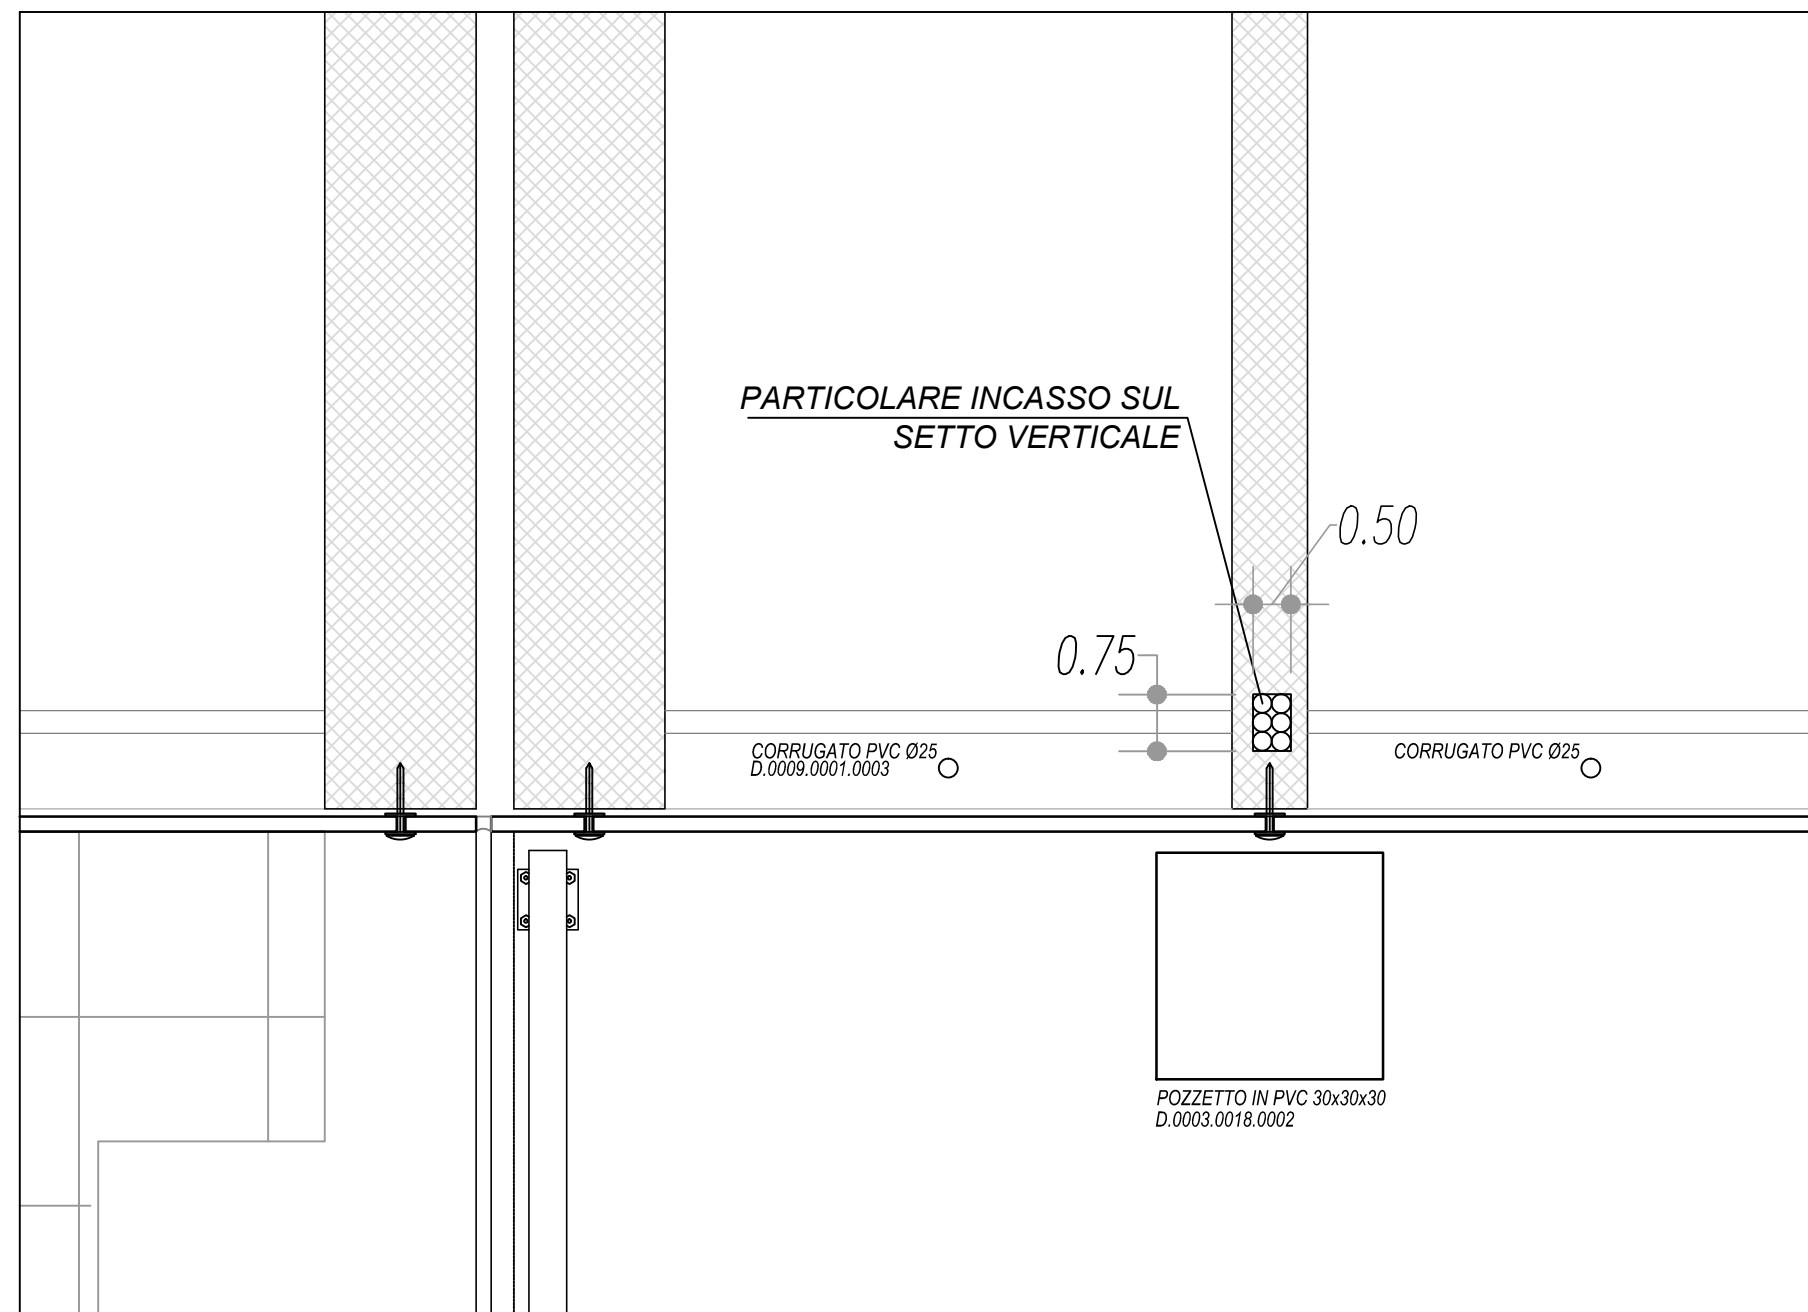 PARTICOLARE INCASSO SUL
SETTO VERTICALE
0.50
0.75
CORRUGATO PVC Ø25
D.0009.0001.0003
CORRUGATO PVC Ø25
POZZETTO IN PVC 30x30x30
D.0003.0018.0002